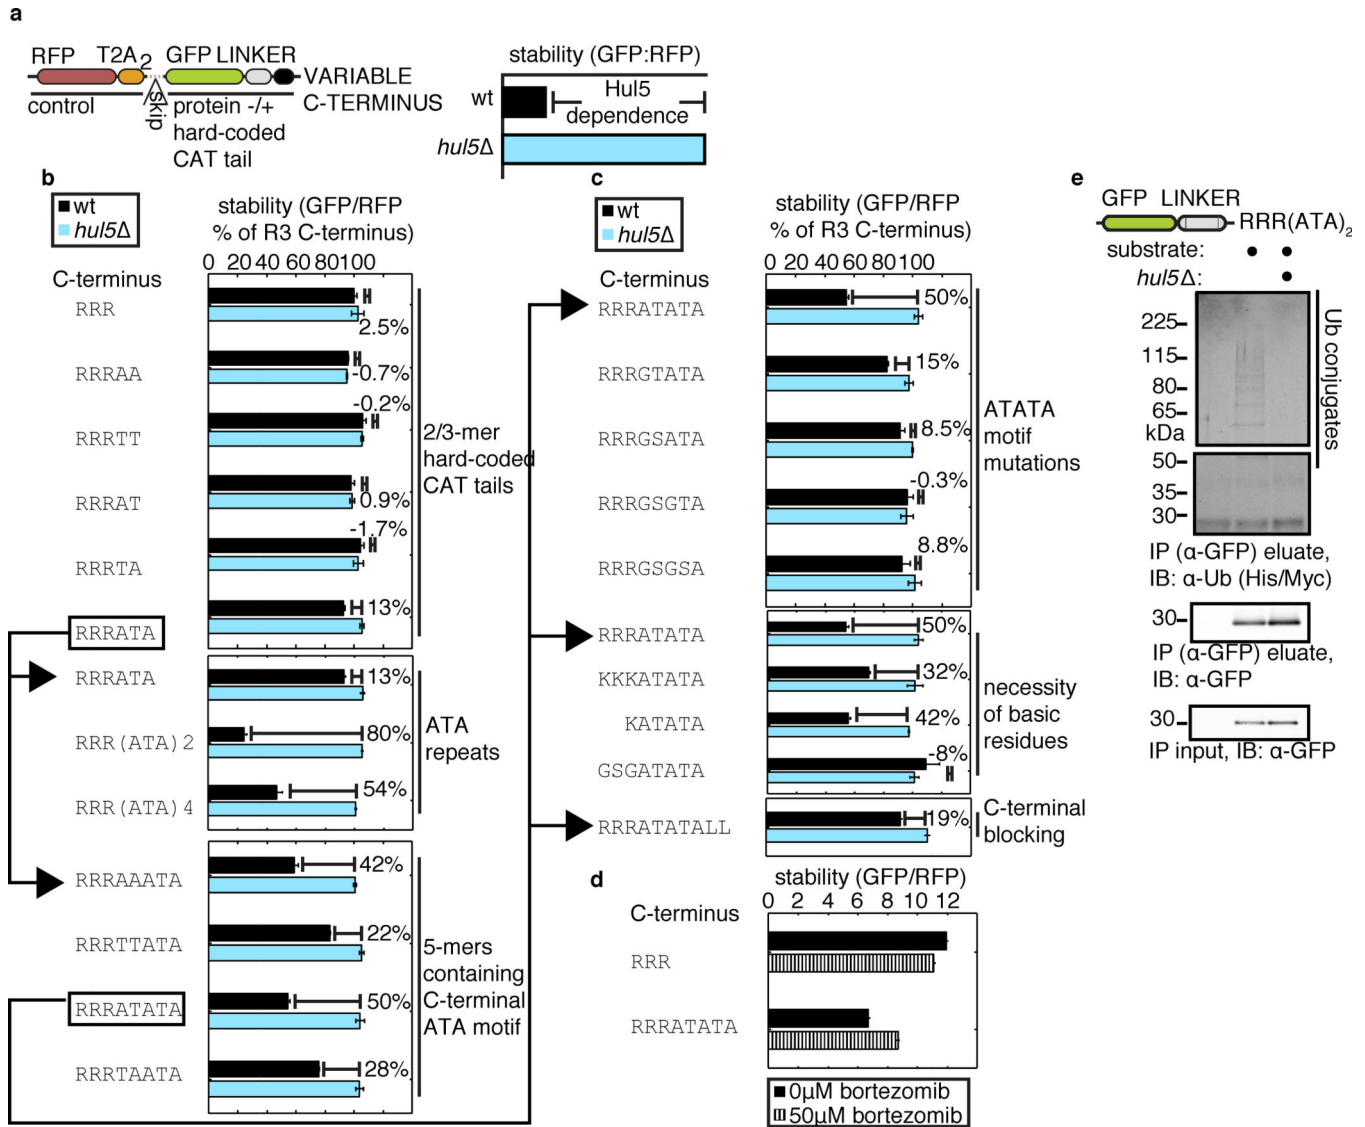 a
RFP T2A2 GFP LINKER
VARIABLE
C-TERMINUS
control
skip
protein -/+
hard-coded
CAT tail
stability (GFP:RFP)
wt
Hul5
dependence
hul5Δ
b
wt
hul5Δ
stability (GFP/RFP
% of R3 C-terminus)
0 20 40 60 80 100
C-terminus
RRR
2.5%
RRRAA
-0.7%
RRRTT
-0.2%
RRRAT
0.9%
RRRTA
-1.7%
RRRATA
13%
2/3-mer
hard-coded
CAT tails
RRRATA
13%
RRR(ATA)2
80%
RRR(ATA)4
54%
ATA
repeats
RRRAAATA
42%
RRRTTATA
22%
RRRATATA
50%
RRRTAATA
28%
5-mers
containing
C-terminal
ATA motif
c
wt
hul5Δ
stability (GFP/RFP
% of R3 C-terminus)
0 20 40 60 80 100
C-terminus
RRRATATA
50%
RRRGTATA
15%
RRRGSATA
8.5%
RRRGSGTA
-0.3%
RRRGSGSA
8.8%
ATATA
motif
mutations
RRRATATA
50%
KKKATATA
32%
KATATA
42%
GSGATATA
-8%
necessity
of basic
residues
RRRATATALL
19%
C-terminal
blocking
d
stability (GFP/RFP)
0 2 4 6 8 10 12
C-terminus
RRR
RRRATATA
0µM bortezomib
50µM bortezomib
e
GFP LINKER
RRR(ATA)2
substrate:
hul5Δ:
225
115
80
65
kDa
50
35
30
Ub conjugates
IP (α-GFP) eluate,
IB: α-Ub (His/Myc)
30
IP (α-GFP) eluate,
IB: α-GFP
30
IP input, IB: α-GFP